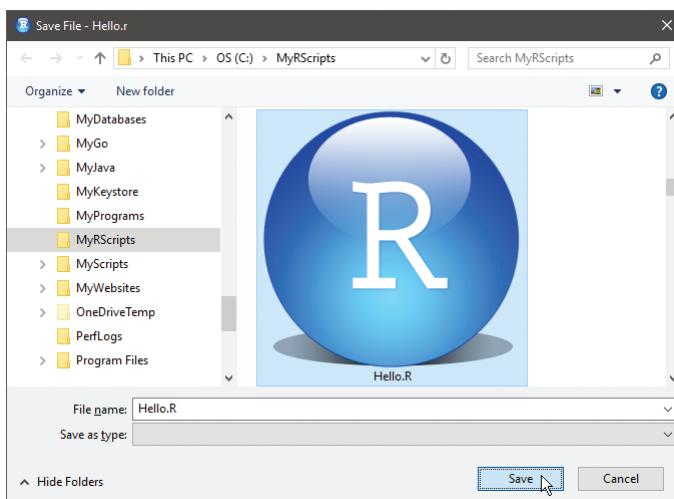 Save File - Hello.r
This PC > OS (C:) > MyRScripts
Search MyRScripts
Organize
New folder
MyDatabases
MyGo
MyJava
MyKeystore
MyPrograms
MyRScripts
MyScripts
MyWebsites
OneDriveTemp
PerfLogs
Program Files
R
Hello.R
File name: Hello.R
Save as type:
Hide Folders
Save
Cancel